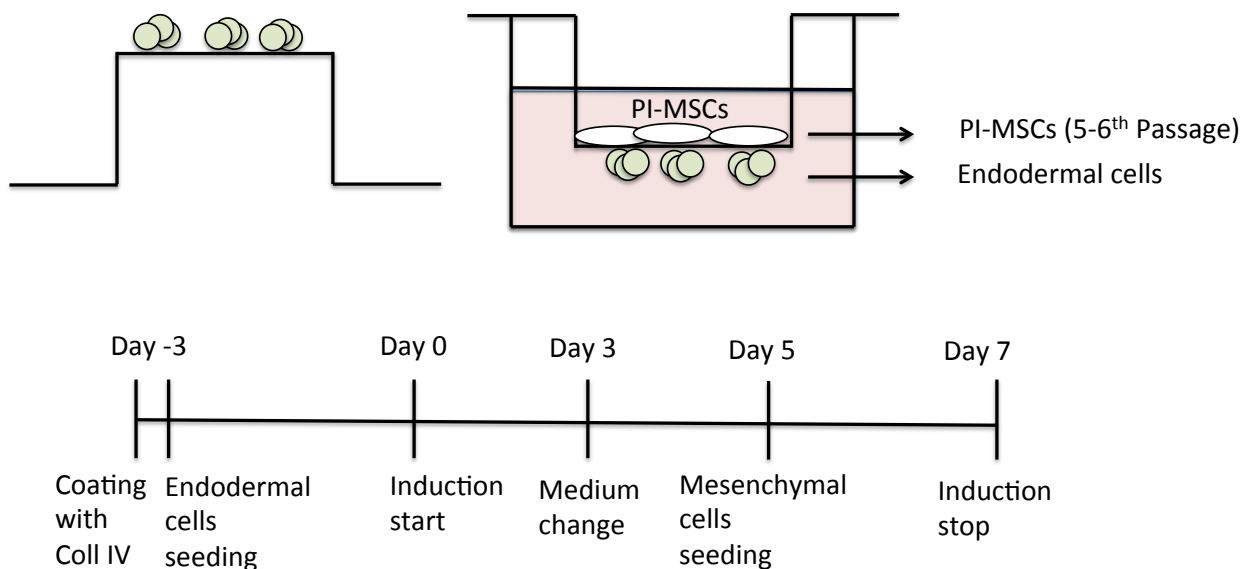 PI-MSCs
PI-MSCs (5-6th Passage)
Endodermal cells
Day -3
Day 0
Day 3
Day 5
Day 7
Coating
with
Coll IV
Endodermal
cells
seeding
Induction
start
Medium
change
Mesenchymal
cells
seeding
Induction
stop